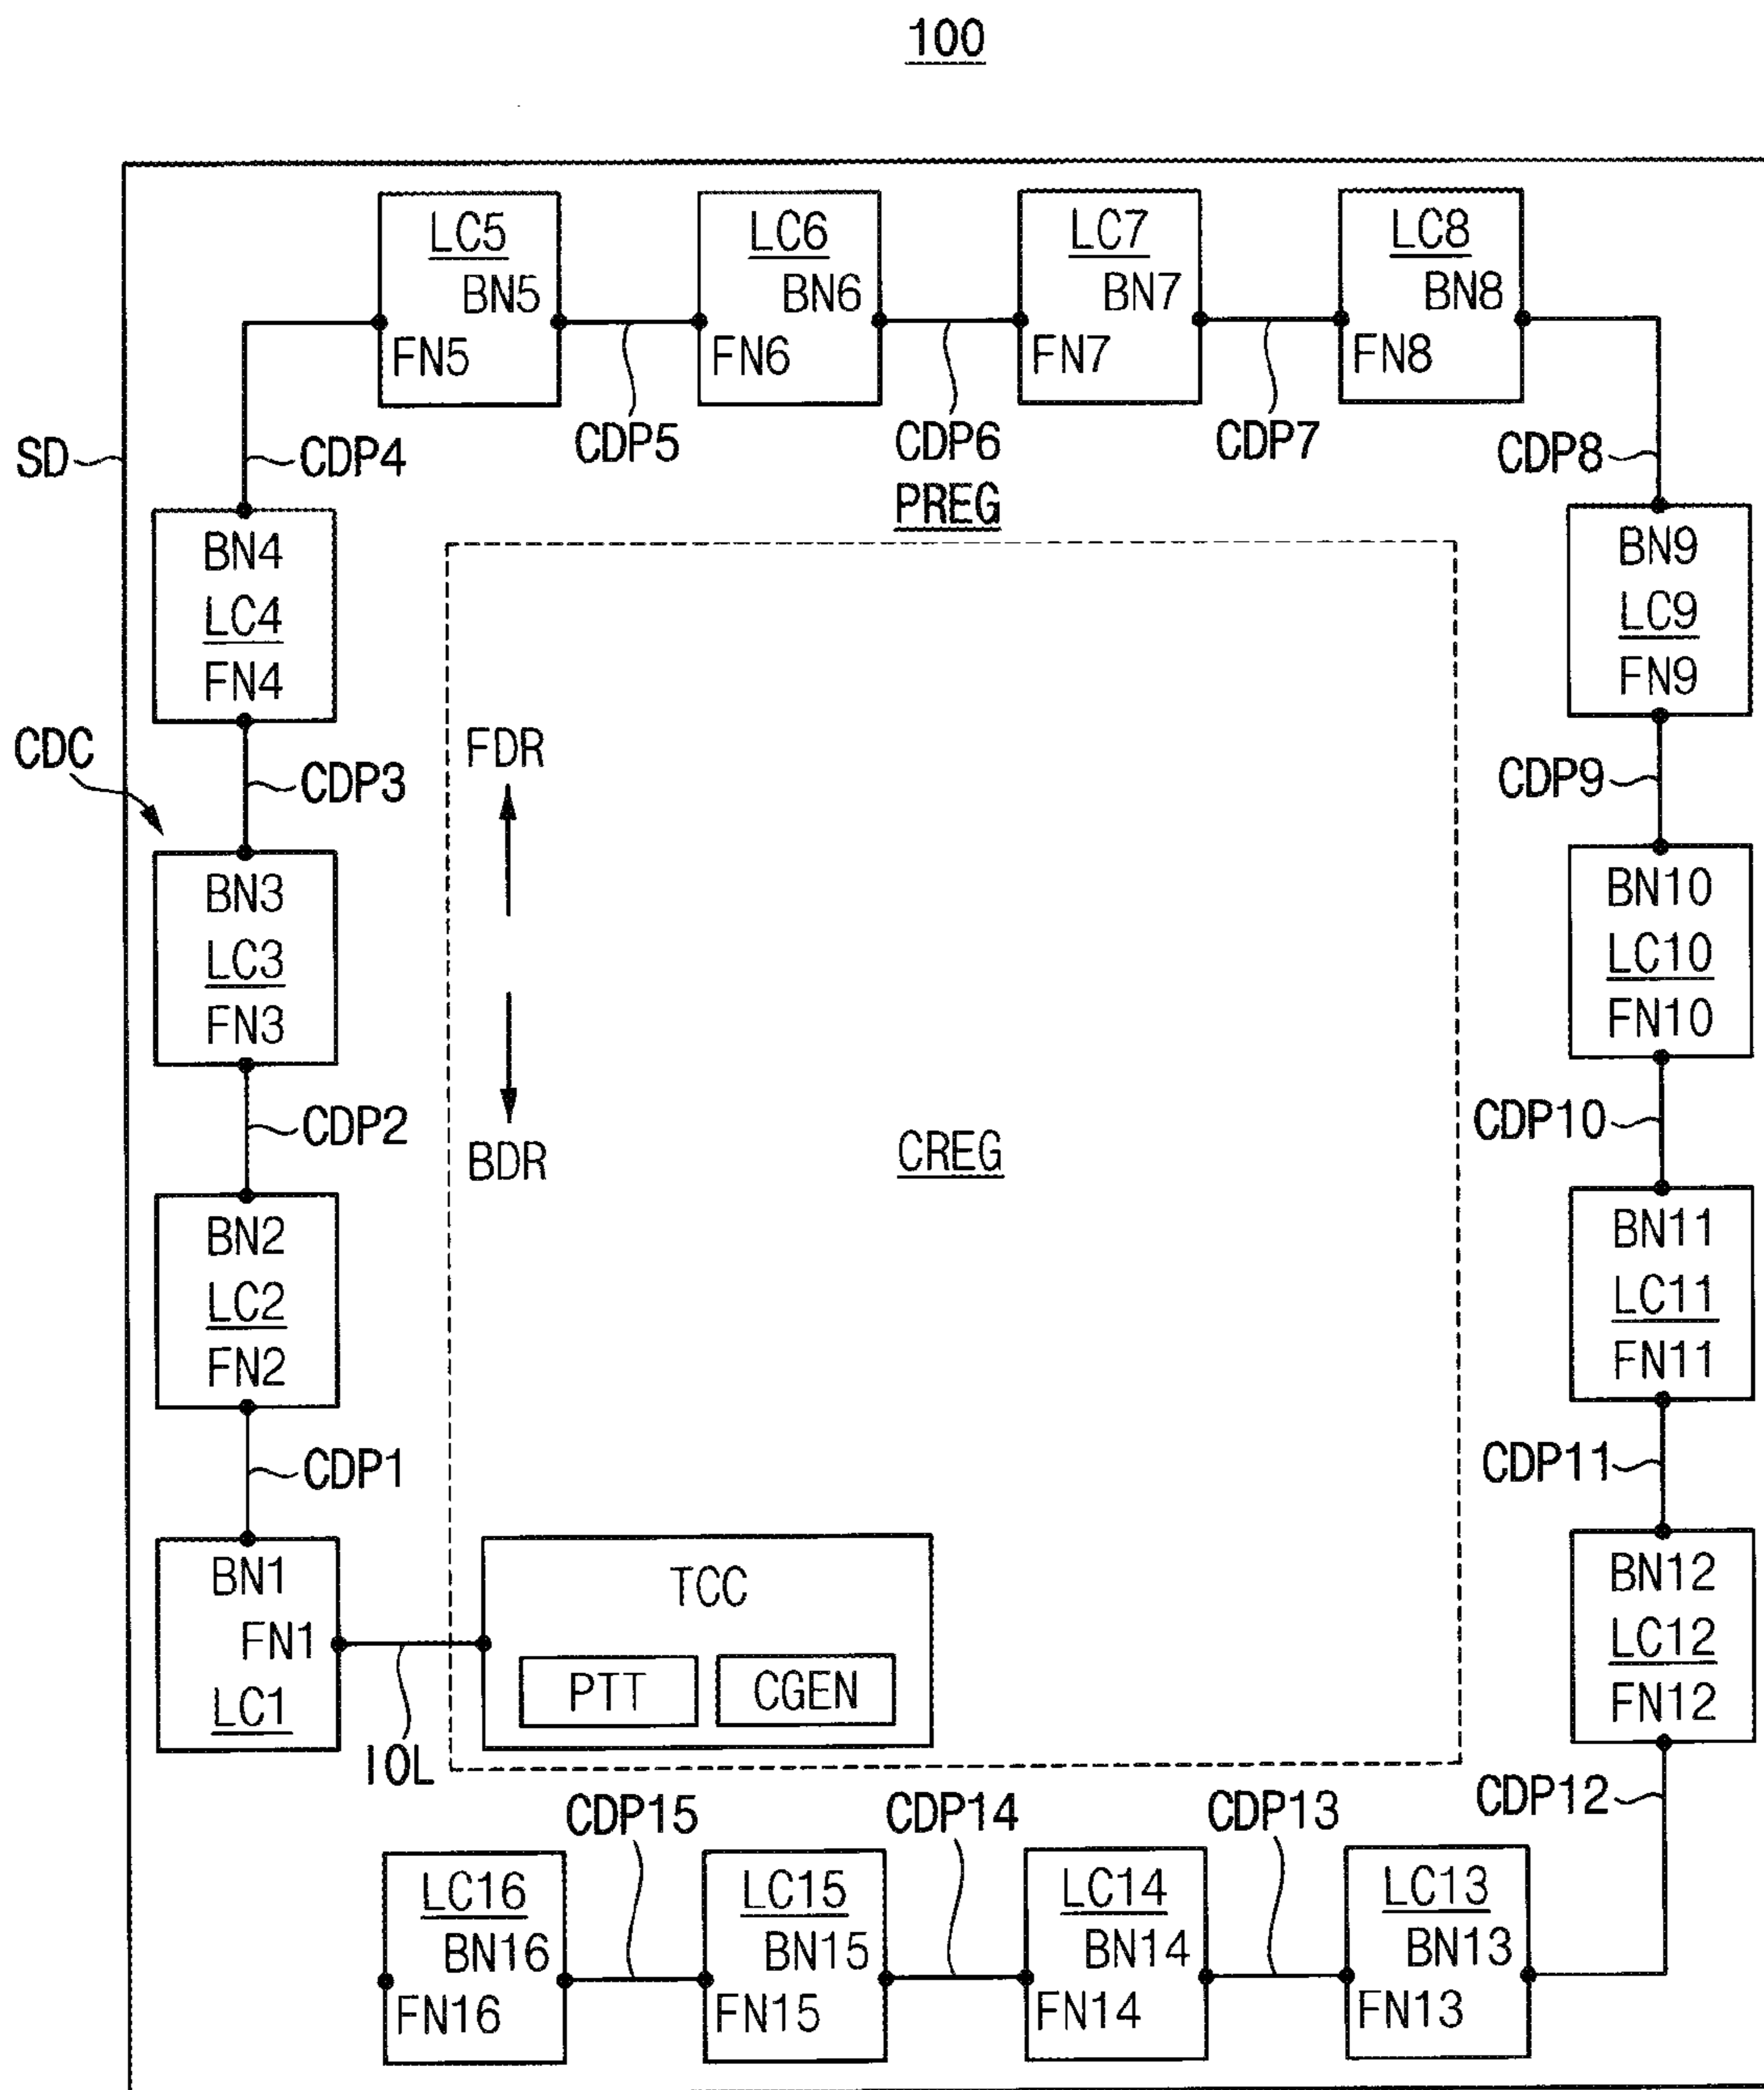 100
LC5
BN5
FN5
LC6
BN6
FN6
LC7
BN7
FN7
LC8
BN8
FN8
SD
CDP4
CDP5
CDP6
CDP7
CDP8
PREG
BN4
LC4
FN4
BN9
LC9
FN9
CDC
CDP3
FDR
CDP9
BN3
LC3
FN3
BN10
LC10
FN10
CDP2
BDR
CREG
CDP10
BN2
LC2
FN2
BN11
LC11
FN11
CDP1
CDP11
BN1
FN1
LC1
IOL
TCC
PTT
CGEN
BN12
LC12
FN12
CDP15
CDP14
CDP13
CDP12
LC16
BN16
FN16
LC15
BN15
FN15
LC14
BN14
FN14
LC13
BN13
FN13